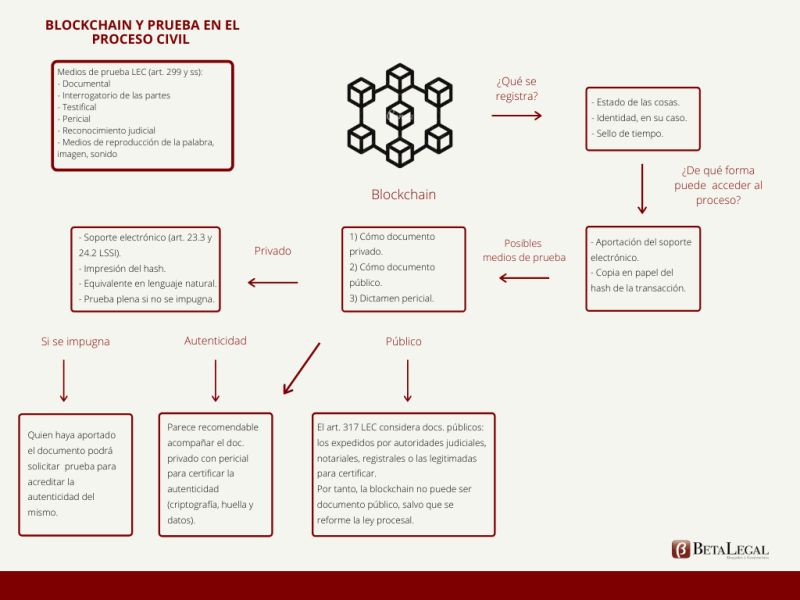 BLOCKCHAIN Y PRUEBA EN EL
PROCESO CIVIL
Medios de prueba LEC (art. 299 y ss):
- Documental
- Interrogatorio de las partes
- Testifical
- Pericial
- Reconocimiento judicial
- Medios de reproducción de la palabra,
imagen, sonido
Blockchain
¿Qué se
registra?
- Estado de las cosas.
- Identidad, en su caso.
- Sello de tiempo.
¿De qué forma
puede acceder al
proceso?
- Aportación del soporte
electrónico.
- Copia en papel del
hash de la transacción.
Posibles
medios de prueba
1) Cómo documento
privado.
2) Cómo documento
público.
3) Dictamen pericial.
Privado
- Soporte electrónico (art. 23.3 y
24.2 LSSI).
- Impresión del hash.
- Equivalente en lenguaje natural.
- Prueba plena si no se impugna.
Si se impugna
Autenticidad
Público
Quien haya aportado
el documento podrá
solicitar prueba para
acreditar la
autenticidad del
mismo.
Parece recomendable
acompañar el doc.
privado con pericial
para certificar la
autenticidad
(criptografía, huella y
datos).
El art. 317 LEC considera docs. públicos:
los expedidos por autoridades judiciales,
notariales, registrales o las legitimadas
para certificar.
Por tanto, la blockchain no puede ser
documento público, salvo que se
reforme la ley procesal.
β BETALEGAL